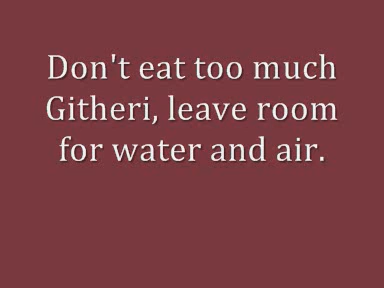 Don't eat too much
Githeri, leave room
for water and air.